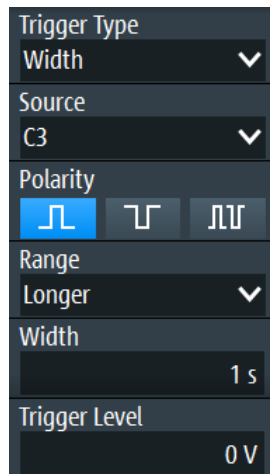 Trigger Type
Width
Source
C3
Polarity
Range
Longer
Width
1 s
Trigger Level
0 V